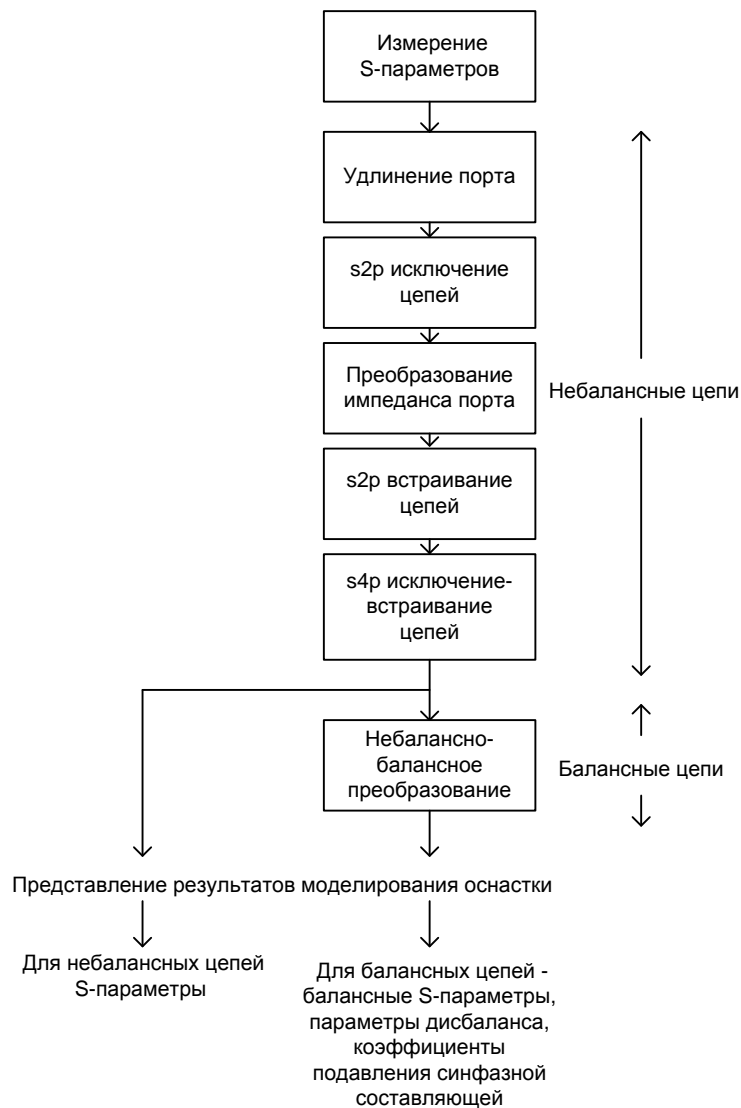 Измерение
S-параметров
Удлинение порта
s2p исключение
цепей
Преобразование
импеданса порта
Небалансные цепи
s2p встраивание
цепей
s4p исключение-
встраивание
цепей
Небалансно-
балансное
преобразование
Балансные цепи
Представление результатов моделирования оснастки
Для небалансных цепей
S-параметры
Для балансных цепей -
балансные S-параметры,
параметры дисбаланса,
коэффициенты
подавления синфазной
составляющей